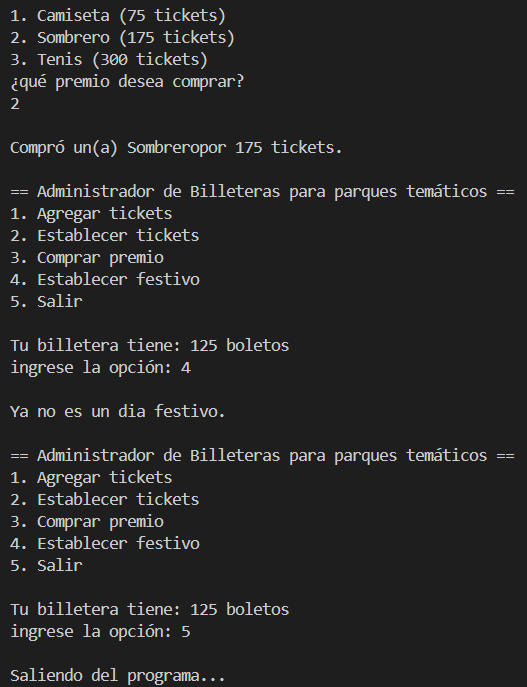 1. Camiseta (75 tickets)
2. Sombrero (175 tickets)
3. Tenis (300 tickets)
¿qué premio desea comprar?
2
Compró un(a) Sombreropor 175 tickets.
== Administrador de Billeteras para parques temáticos ==
1. Agregar tickets
2. Establecer tickets
3. Comprar premio
4. Establecer festivo
5. Salir
Tu billetera tiene: 125 boletos
ingrese la opción: 4
Ya no es un dia festivo.
== Administrador de Billeteras para parques temáticos ==
1. Agregar tickets
2. Establecer tickets
3. Comprar premio
4. Establecer festivo
5. Salir
Tu billetera tiene: 125 boletos
ingrese la opción: 5
Saliendo del programa...